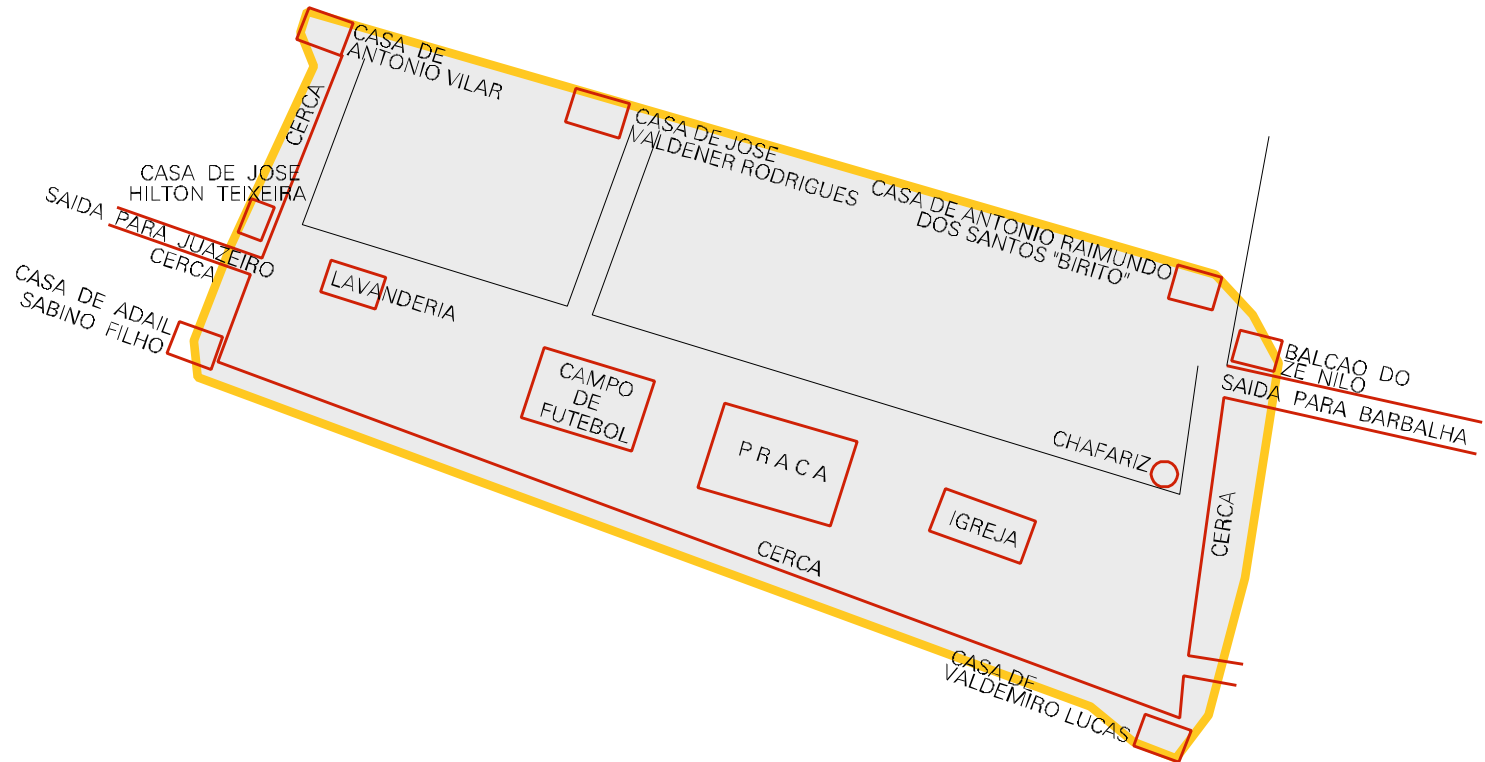 CASA DE
ANTONIO VILAR
CERCA
CASA DE JOSE
VALDENER RODRIGUES
CASA DE JOSE
HILTON TEIXEIRA
CASA DE ANTONIO RAIMUNDO
DOS SANTOS "BIRITO"
SAIDA PARA JUAZEIRO
CERCA
CASA DE ADAIL
SABINO FILHO
LAVANDERIA
BALCAO DO
ZE NILO
SAIDA PARA BARBALHA
CAMPO
DE
FUTEBOL
PRACA
CHAFARIZ
IGREJA
CERCA
CERCA
CASA DE
VALDEMIRO LUCAS